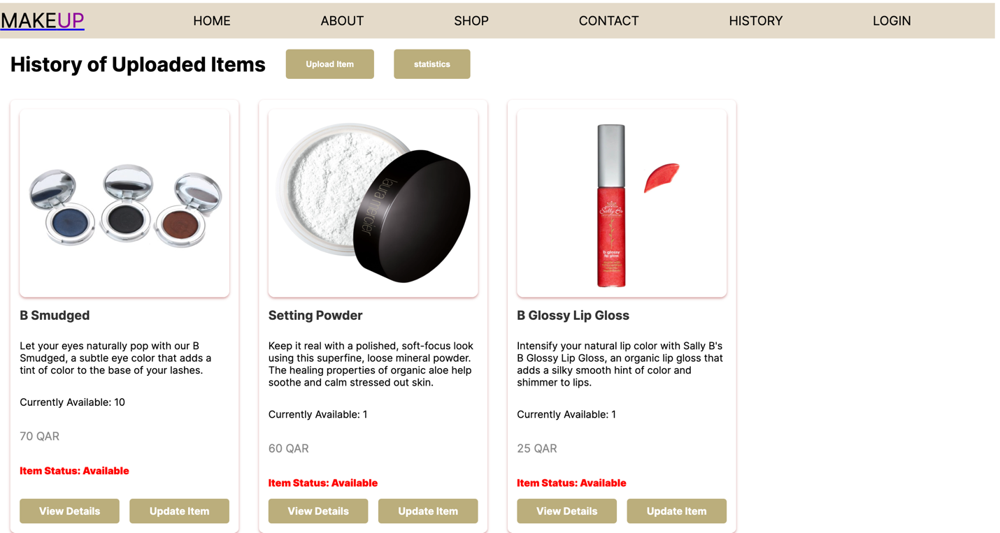 MAKEUP HOME ABOUT SHOP CONTACT HISTORY LOGIN
History of Uploaded Items Upload Item statistics
laura mercier
Sally B's
b glossy
lip gloss
B Smudged
Let your eyes naturally pop with our B
Smudged, a subtle eye color that adds a
tint of color to the base of your lashes.
Currently Available: 10
70 QAR
Item Status: Available
View Details Update Item
Setting Powder
Keep it real with a polished, soft-focus look
using this superfine, loose mineral powder.
The healing properties of organic aloe help
soothe and calm stressed out skin.
Currently Available: 1
60 QAR
Item Status: Available
View Details Update Item
B Glossy Lip Gloss
Intensify your natural lip color with Sally B's
B Glossy Lip Gloss, an organic lip gloss that
adds a silky smooth hint of color and
shimmer to lips.
Currently Available: 1
25 QAR
Item Status: Available
View Details Update Item